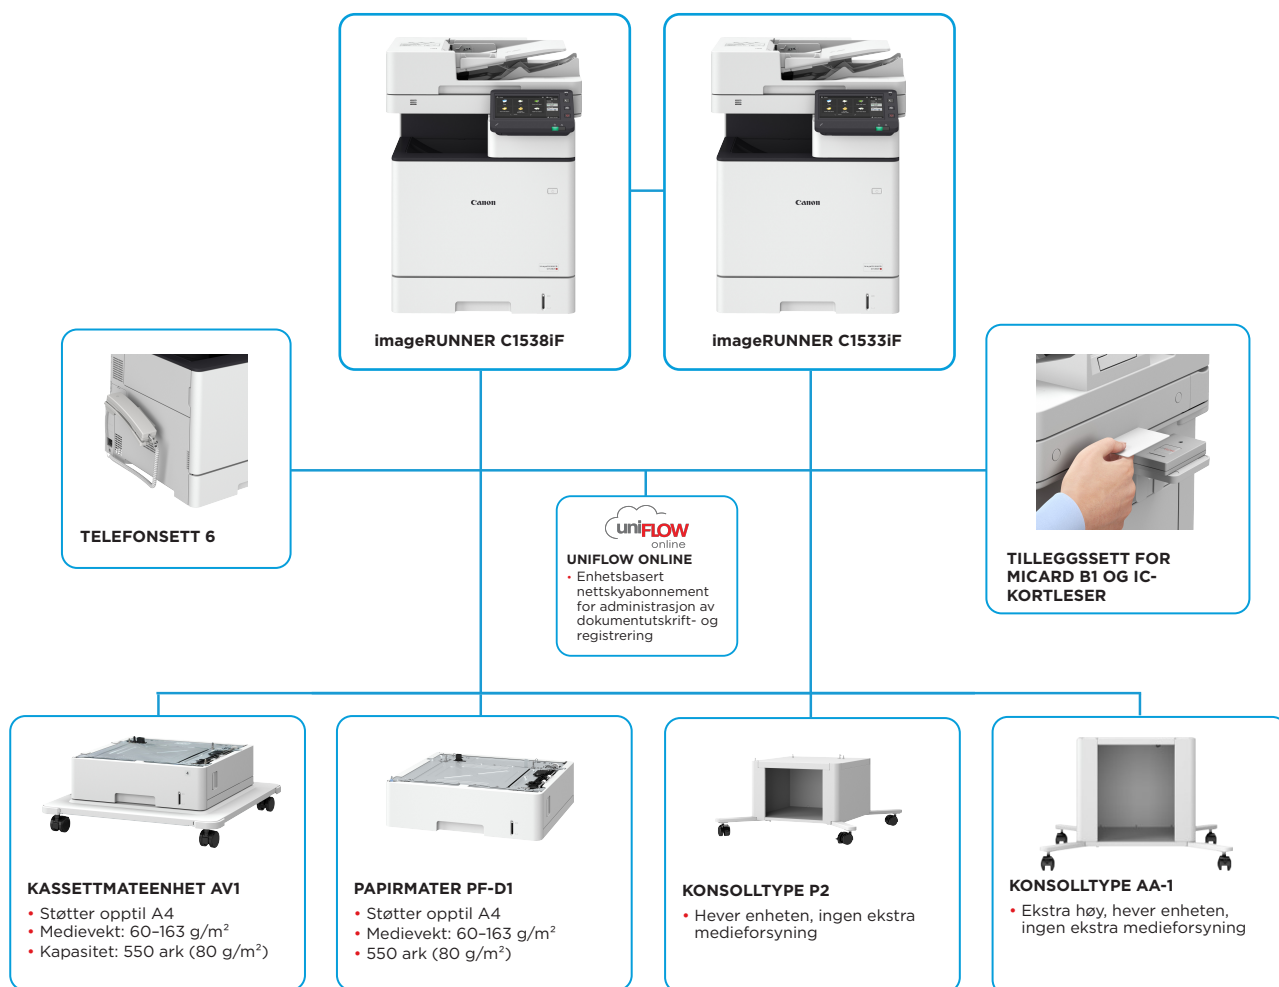 Canon
Canon
imageRUNNER C1538iF
imageRUNNER C1533iF
TELEFONSETT 6
uniFLOW
online
UNIFLOW ONLINE
• Enhetsbasert
nettskyabonnement
for administrasjon av
dokumentutskrift- og
registrering
TILLEGGSSETT FOR
MICARD B1 OG IC-
KORTLESER
KASSETTMATEENHET AV1
• Støtter opptil A4
• Medievekt: 60–163 g/m²
• Kapasitet: 550 ark (80 g/m²)
PAPIRMATER PF-D1
• Støtter opptil A4
• Medievekt: 60–163 g/m²
• 550 ark (80 g/m²)
KONSOLLTYPE P2
• Hever enheten, ingen ekstra
medieforsyning
KONSOLLTYPE AA-1
• Ekstra høy, hever enheten,
ingen ekstra medieforsyning